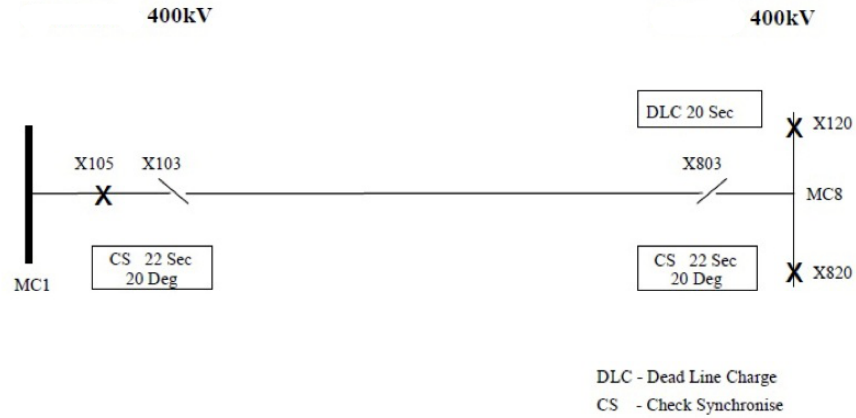 400kV
400kV
DLC 20 Sec
X120
X105
X103
X803
MC8
CS 22 Sec
20 Deg
CS 22 Sec
20 Deg
X820
MC1
DLC - Dead Line Charge
CS - Check Synchronise